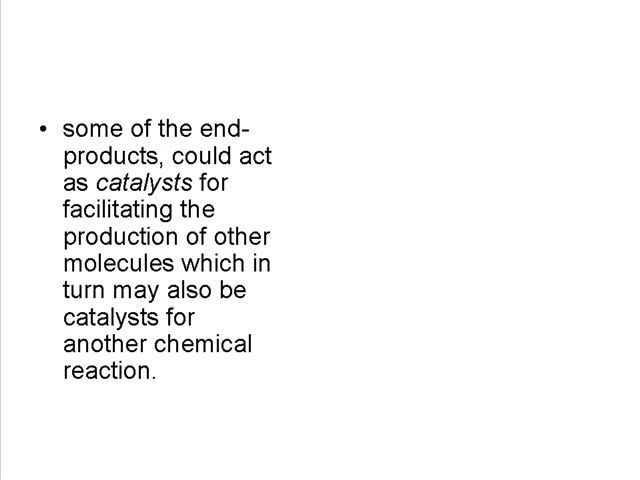 • some of the end-
products, could act
as catalysts for
facilitating the
production of other
molecules which in
turn may also be
catalysts for
another chemical
reaction.